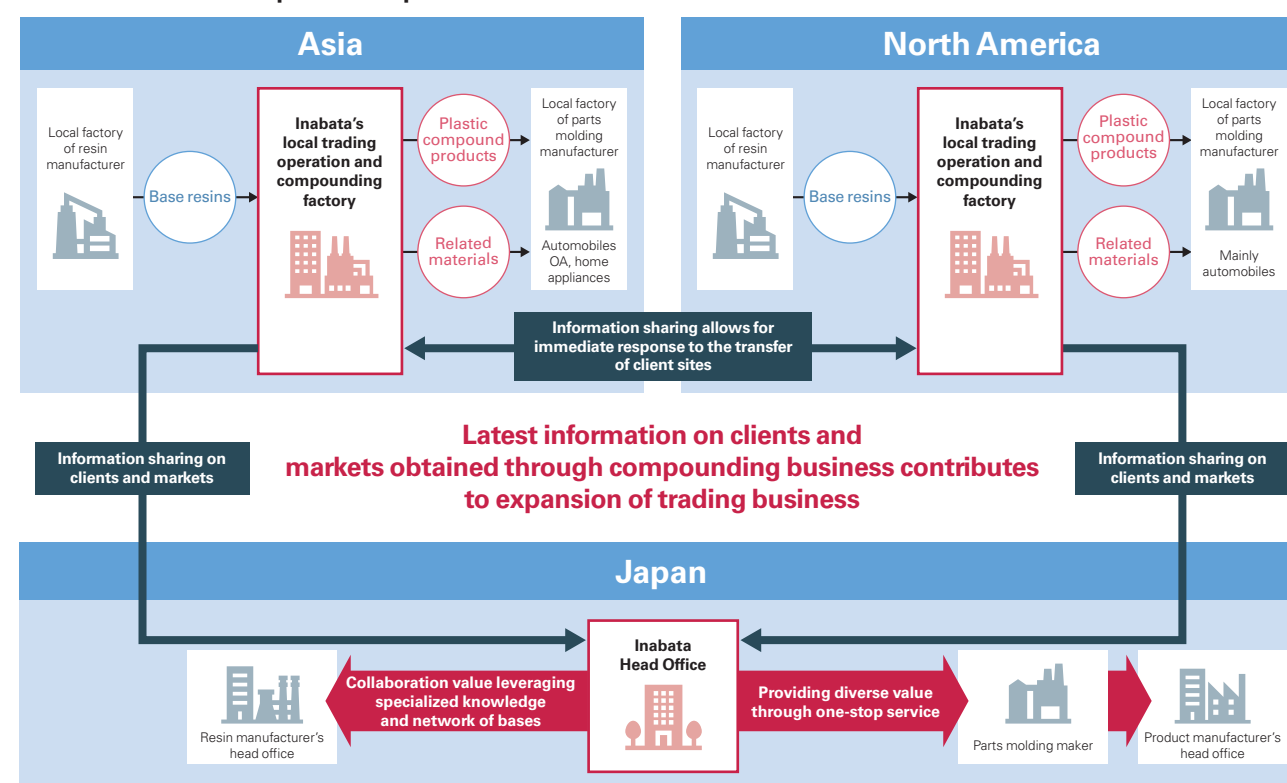 Asia
Local factory
of resin
manufacturer
Base resins
Inabata's
local trading
operation and
compounding
factory
Plastic
compound
products
Related
materials
Local factory
of parts
molding
manufacturer
Automobiles
OA, home
appliances
North America
Local factory
of resin
manufacturer
Base resins
Inabata's
local trading
operation and
compounding
factory
Plastic
compound
products
Related
materials
Local factory
of parts
molding
manufacturer
Mainly
automobiles
Information sharing allows for
immediate response to the transfer
of client sites
Information sharing on
clients and markets
Latest information on clients and
markets obtained through compounding business contributes
to expansion of trading business
Information sharing on
clients and markets
Japan
Inabata
Head Office
Resin manufacturer's
head office
Collaboration value leveraging
specialized knowledge
and network of bases
Providing diverse value
through one-stop service
Parts molding maker
Product manufacturer's
head office